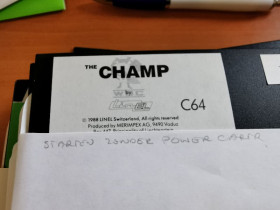 THE CHAMP
WBC
C64
© 1988 LINEL Switzerland, All rights reserved
Produced by MERIMPEX AG, 9490 Vaduz
STARTEN ZONDER POWER CARTR.